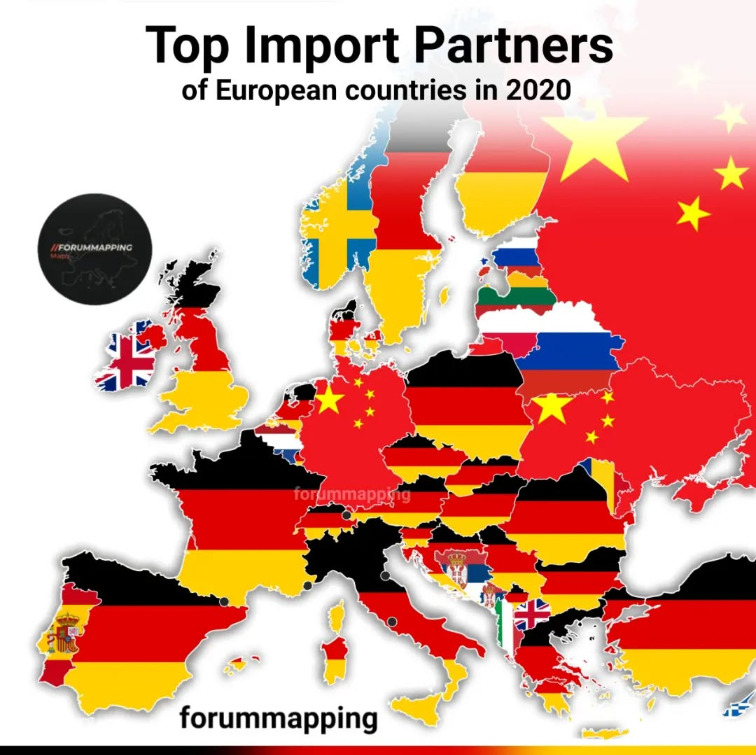 Top Import Partners
of European countries in 2020
//FORUMMAPPING
forummapping
forummapping